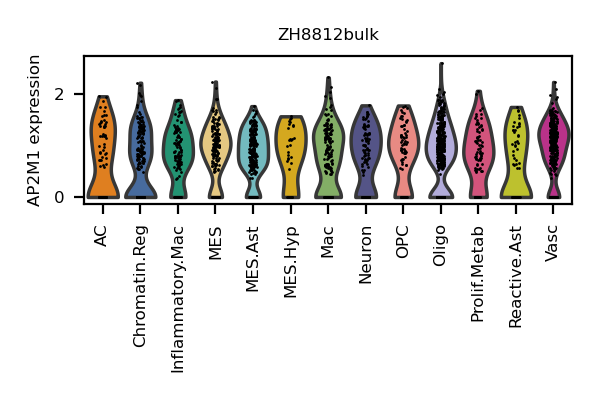 ZH8812bulk
AP2M1 expression
2
0
AC
Chromatin.Reg
Inflammatory.Mac
MES
MES.Ast
MES.Hyp
Mac
Neuron
OPC
Oligo
Prolif.Metab
Reactive.Ast
Vasc